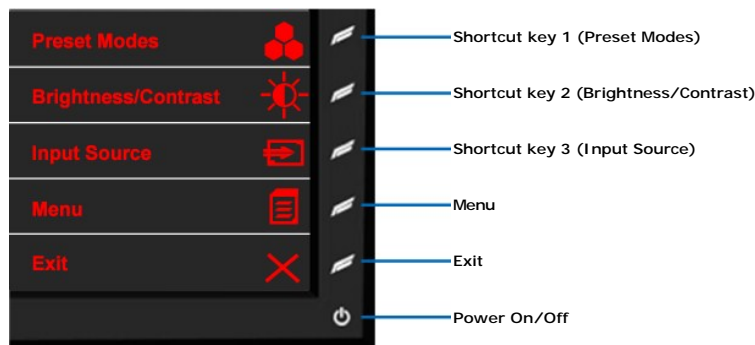 Preset Modes
Shortcut key 1 (Preset Modes)
Brightness/Contrast
Shortcut key 2 (Brightness/Contrast)
Input Source
Shortcut key 3 (Input Source)
Menu
Menu
Exit
Exit
Power On/Off